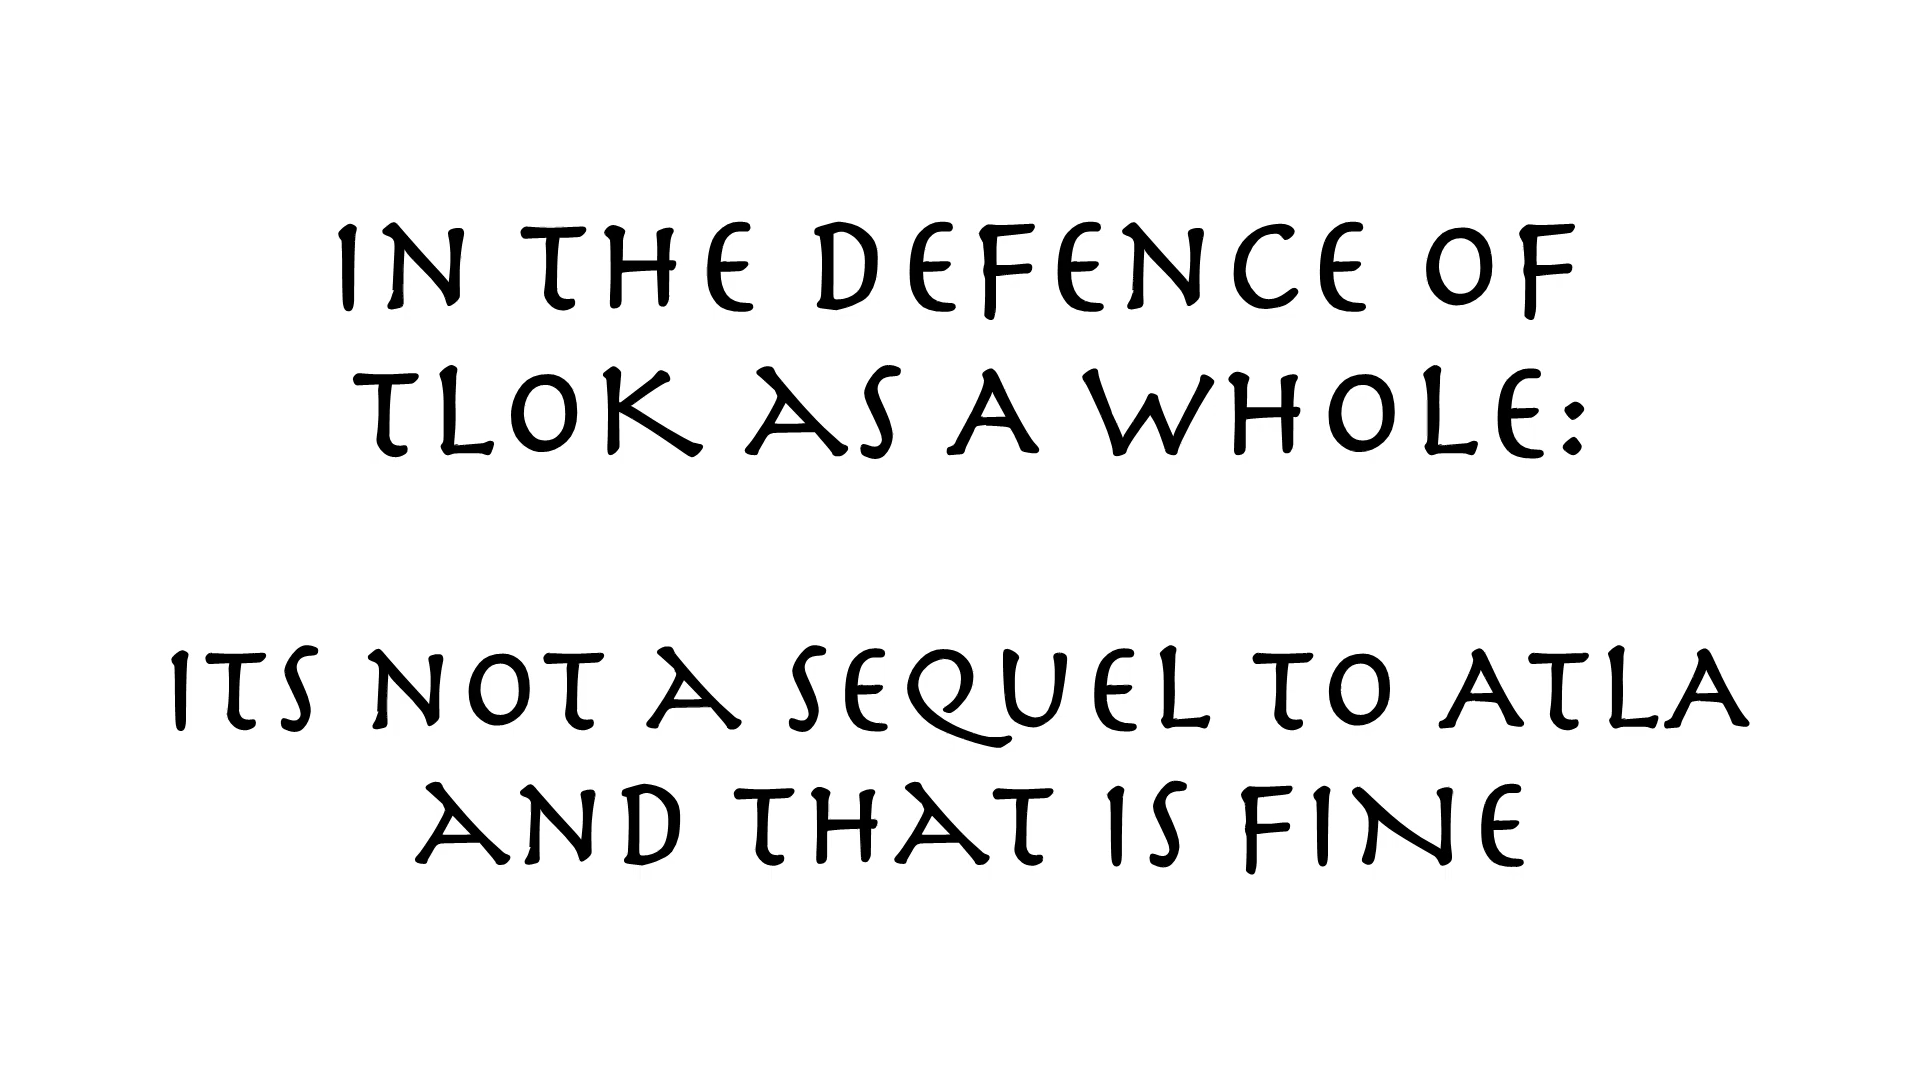 IN THE DEFENCE OF
TLOK AS A WHOLE:
ITS NOT A SEQUEL TO ATLA
AND THAT IS FINE